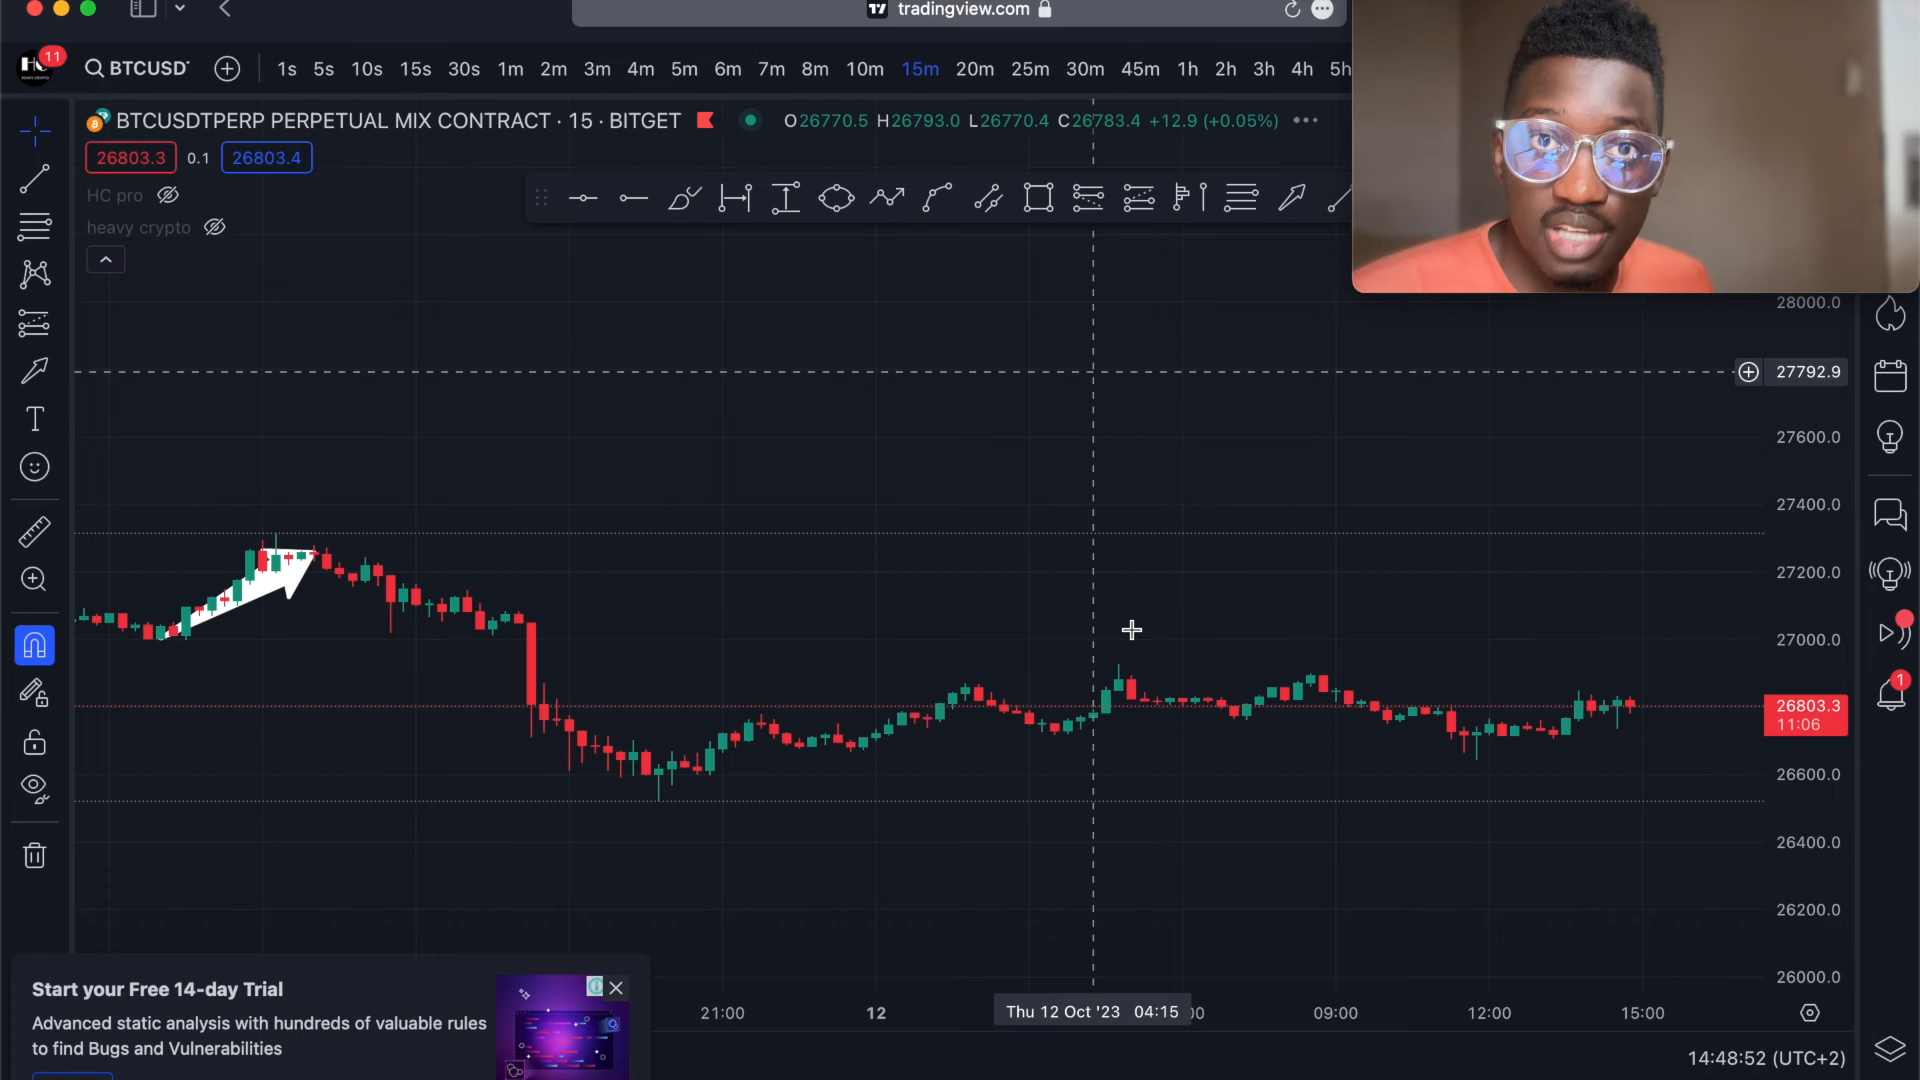 tradingview.com
11
BTCUSD
1s 5s 10s 15s 30s 1m 2m 3m 4m 5m 6m 7m 8m 10m 15m 20m 25m 30m 45m 1h 2h 3h 4h 5h
BTCUSDTPERP PERPETUAL MIX CONTRACT · 15 · BITGET O26770.5 H26793.0 L26770.4 C26783.4 +12.9 (+0.05%)
26803.3 0.1 26803.4
HC pro
heavy crypto
28000.0
27792.9
27600.0
27400.0
27200.0
27000.0
26803.3
11:06
26600.0
26400.0
26200.0
26000.0
1
Start your Free 14-day Trial
Advanced static analysis with hundreds of valuable rules
to find Bugs and Vulnerabilities
21:00 12 Thu 12 Oct '23 04:15 09:00 12:00 15:00
14:48:52 (UTC+2)